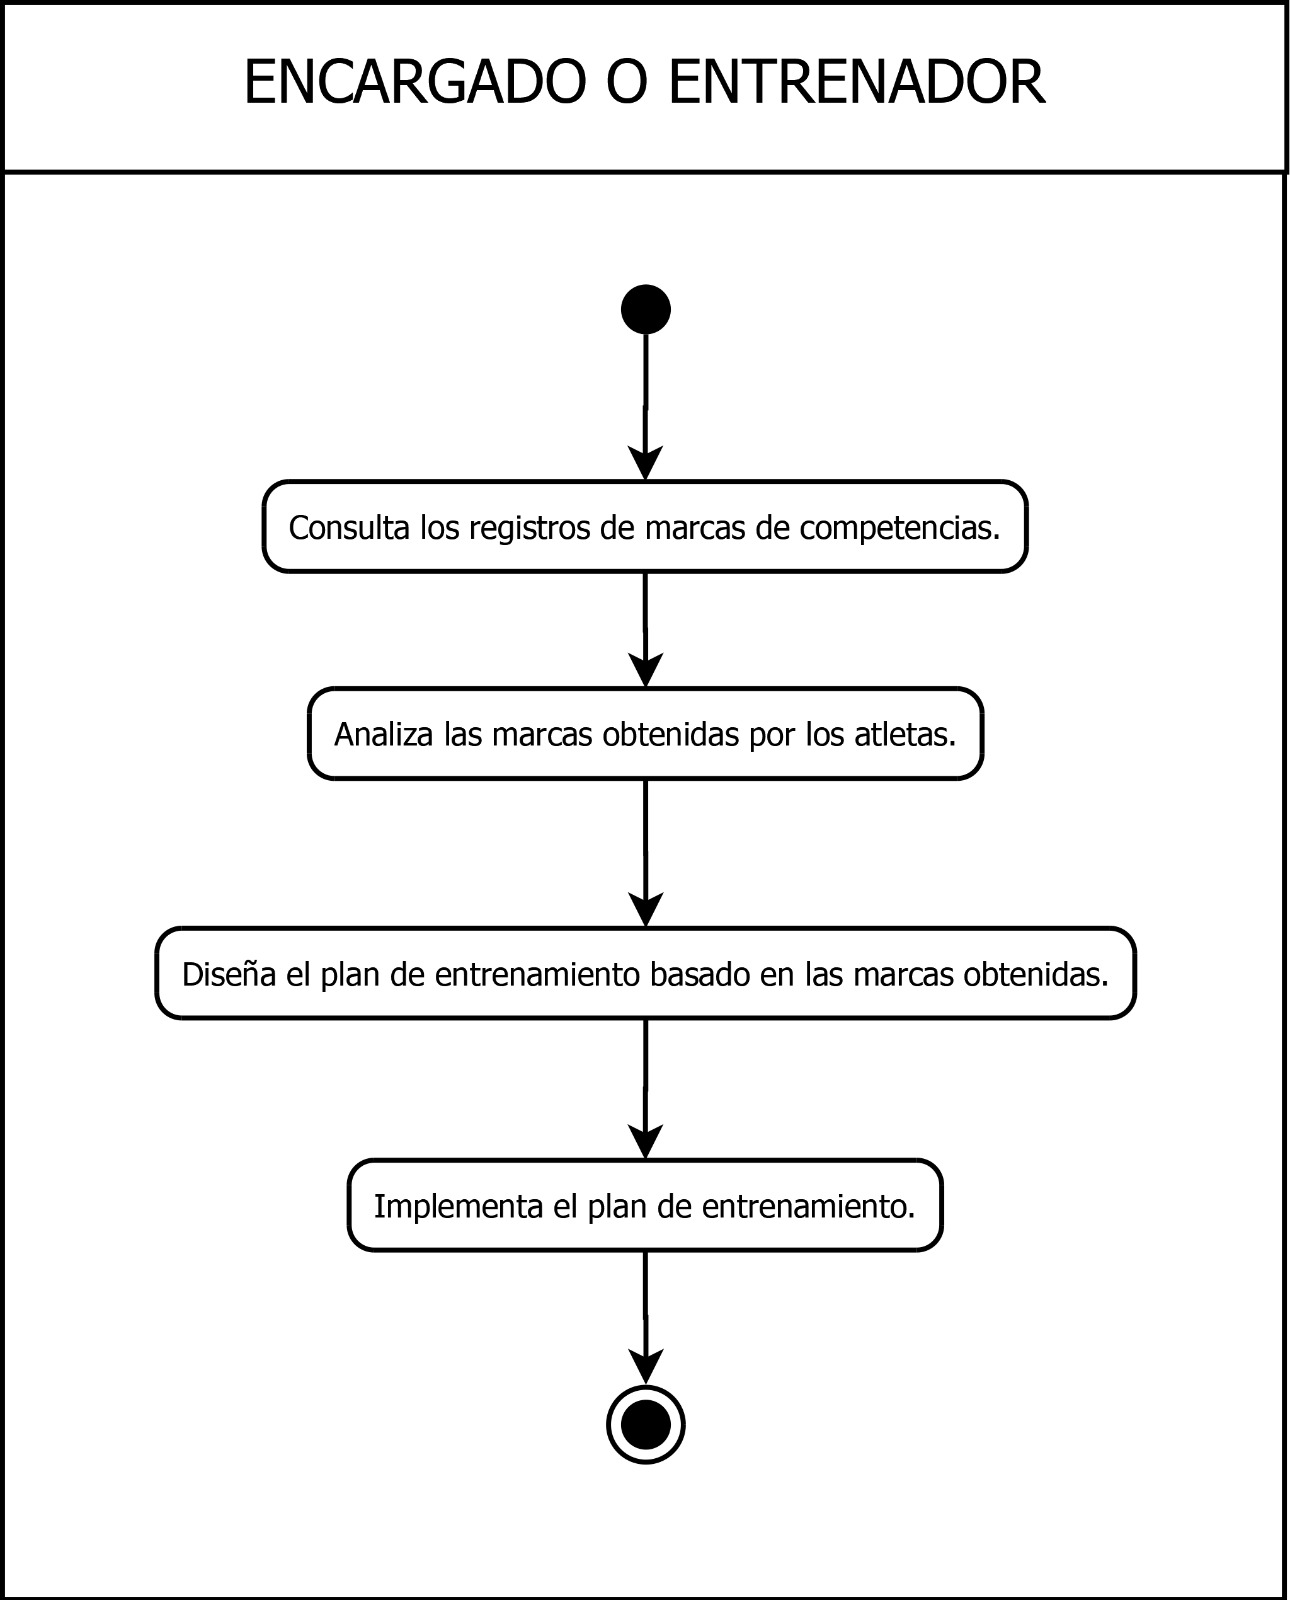 ENCARGADO O ENTRENADOR
Consulta los registros de marcas de competencias.
Analiza las marcas obtenidas por los atletas.
Diseña el plan de entrenamiento basado en las marcas obtenidas.
Implementa el plan de entrenamiento.